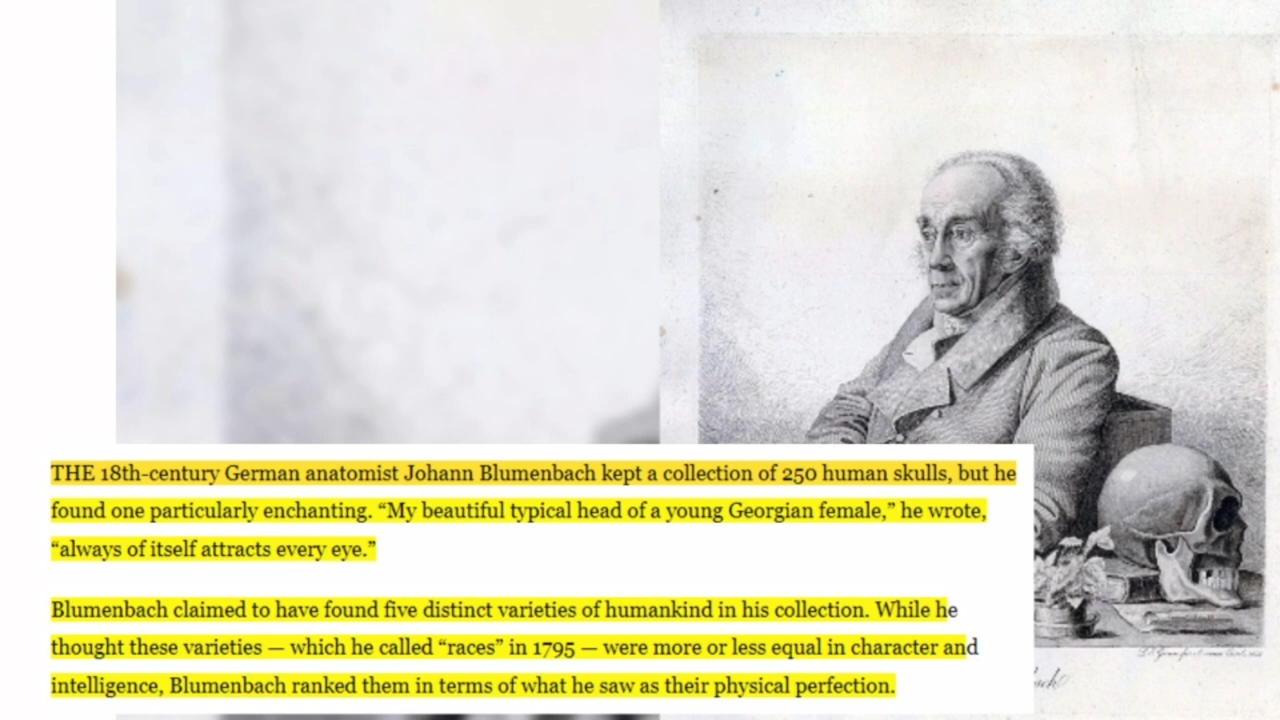 THE 18th-century German anatomist Johann Blumenbach kept a collection of 250 human skulls, but he
found one particularly enchanting. “My beautiful typical head of a young Georgian female,” he wrote,
“always of itself attracts every eye.”
Blumenbach claimed to have found five distinct varieties of humankind in his collection. While he
thought these varieties — which he called “races” in 1795 — were more or less equal in character and
intelligence, Blumenbach ranked them in terms of what he saw as their physical perfection.